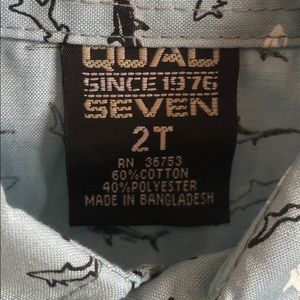 QUAD
SINCE 1976
SEVEN
2T
RN 36753
60%COTTON
40%POLYESTER
MADE IN BANGLADESH